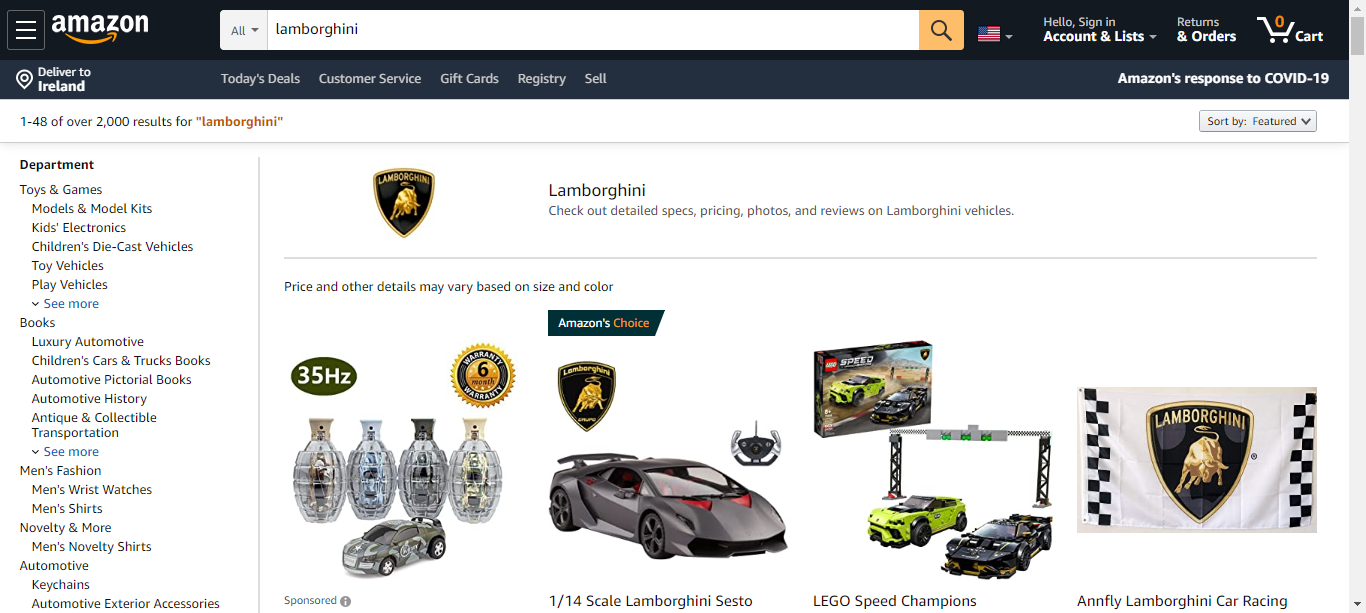 amazon
All
lamborghini
Hello, Sign in
Account & Lists
Returns
& Orders
0
Cart
Deliver to
Ireland
Today's Deals
Customer Service
Gift Cards
Registry
Sell
Amazon's response to COVID-19
1-48 of over 2,000 results for "lamborghini"
Sort by: Featured
Department
Toys & Games
Models & Model Kits
Kids' Electronics
Children's Die-Cast Vehicles
Toy Vehicles
Play Vehicles
See more
Books
Luxury Automotive
Children's Cars & Trucks Books
Automotive Pictorial Books
Automotive History
Antique & Collectible
Transportation
See more
Men's Fashion
Men's Wrist Watches
Men's Shirts
Novelty & More
Men's Novelty Shirts
Automotive
Keychains
Automotive Exterior Accessories
LAMBORGHINI
Lamborghini
Check out detailed specs, pricing, photos, and reviews on Lamborghini vehicles.
Price and other details may vary based on size and color
35Hz
WARRANTY
6
month
WARRANTY
Sponsored
Amazon's Choice
Lamborghini
GRUPO
1/14 Scale Lamborghini Sesto
LEGO
SPEED
LEGO Speed Champions
LAMBORGHINI
®
Annfly Lamborghini Car Racing